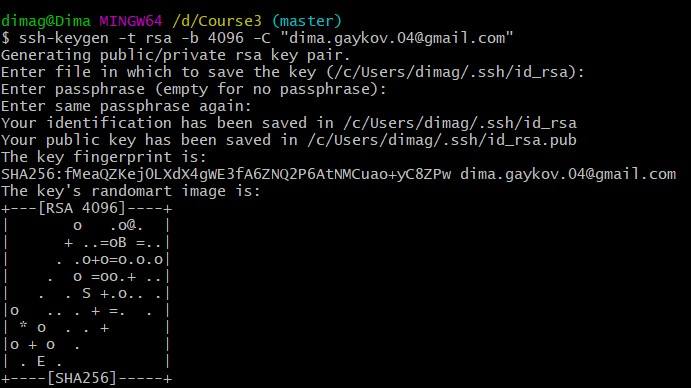 dimag@Dima MINGW64 /d/Course3 (master)
$ ssh-keygen -t rsa -b 4096 -C "dima.gaykov.04@gmail.com"
Generating public/private rsa key pair.
Enter file in which to save the key (/c/Users/dimag/.ssh/id_rsa):
Enter passphrase (empty for no passphrase):
Enter same passphrase again:
Your identification has been saved in /c/Users/dimag/.ssh/id_rsa
Your public key has been saved in /c/Users/dimag/.ssh/id_rsa.pub
The key fingerprint is:
SHA256:fMeaQZKejOLXdX4gWE3fA6ZNQ2P6AtNMCuao+yC8ZPw dima.gaykov.04@gmail.com
The key's randomart image is:
+---[RSA 4096]----+
|       o   .o@.  |
|      + ..=oB =..|
|     . .o+o=o.o.o|
|    .  o =oo.+ ..|
|   .  . S +.o.. .|
|o   .. . + =.  . |
| * o  . . +      |
|o + o  .         |
| . E .           |
+----[SHA256]-----+